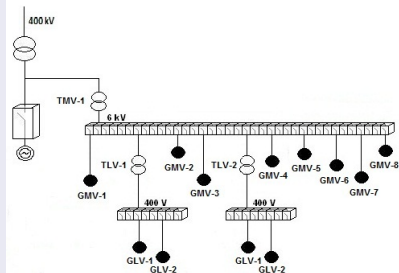 400 kV
TMV-1
6 kV
TLV-1
GMV-2
TLV-2
GMV-4
GMV-5
GMV-6
GMV-7
GMV-8
GMV-1
GMV-3
400 V
400 V
GLV-1
GLV-2
GLV-1
GLV-2